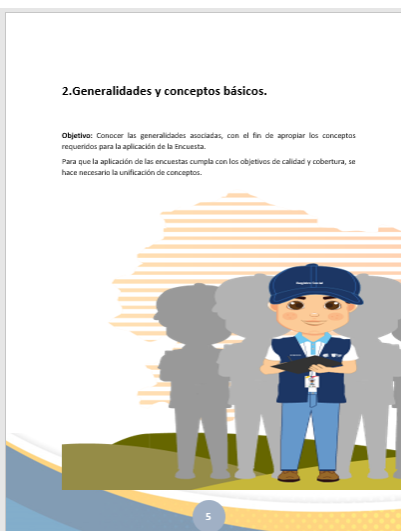 2.Generalidades y conceptos básicos.
Objetivo: Conocer las generalidades asociadas, con el fin de apropiar los conceptos
requeridos para la aplicación de la Encuesta.
Para que la aplicación de las encuestas cumpla con los objetivos de calidad y cobertura, se
hace necesario la unificación de conceptos.
5